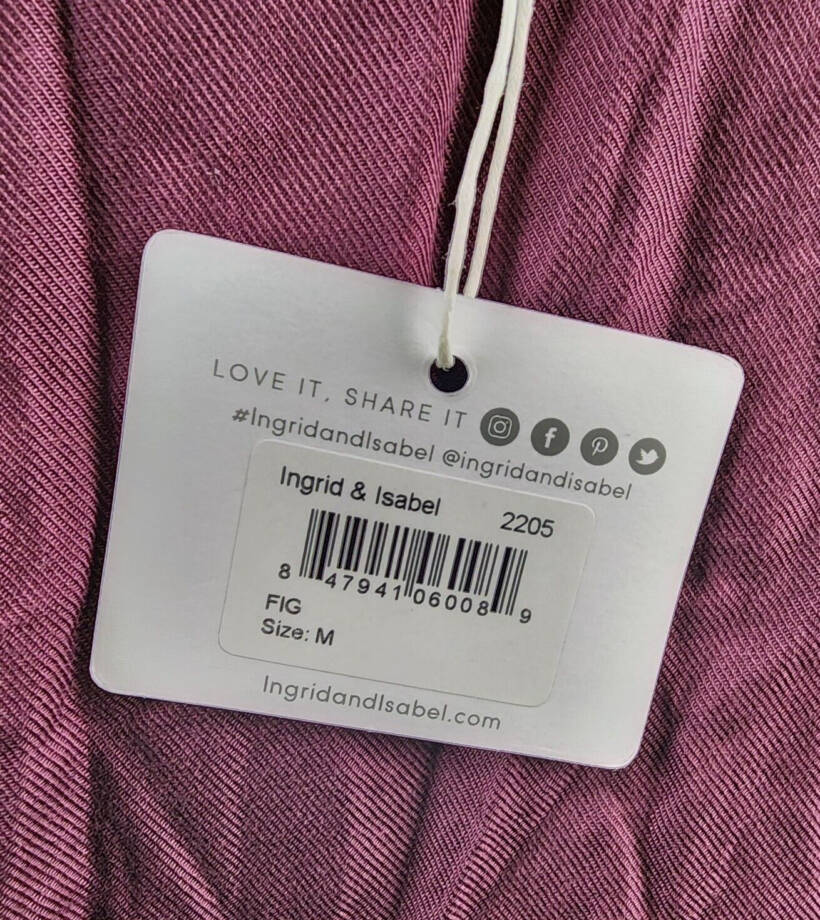 LOVE IT, SHARE IT
#IngridandIsabel @ingridandisabel
Ingrid & Isabel 2205
8 47941 06008 9
FIG
Size: M
IngridandIsabel.com